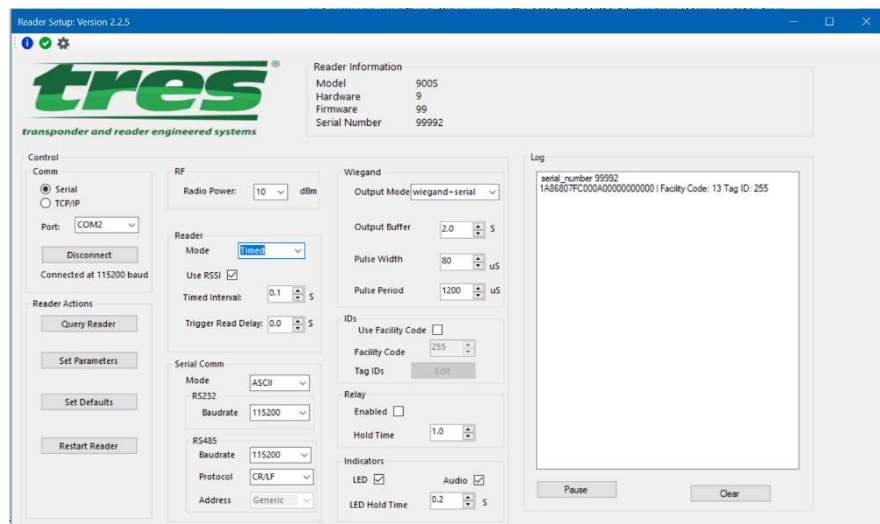 Reader Setup: Version 2.2.5
tres®
transponder and reader engineered systems
Reader Information
Model 900S
Hardware 9
Firmware 99
Serial Number 99992
Control
Comm
Serial
TCP/IP
Port: COM2
Disconnect
Connected at 115200 baud
Reader Actions
Query Reader
Set Parameters
Set Defaults
Restart Reader
RF
Radio Power: 10 dBm
Reader
Mode Timed
Use RSSI
Timed Interval: 0.1 S
Trigger Read Delay: 0.0 S
Serial Comm
Mode ASCII
RS232
Baudrate 115200
RS485
Baudrate 115200
Protocol CR/LF
Address Generic
Wiegand
Output Mode wiegand+serial
Output Buffer 2.0 S
Pulse Width 80 uS
Pulse Period 1200 uS
IDs
Use Facility Code
Facility Code 255
Tag IDs Edit
Relay
Enabled
Hold Time 1.0
Indicators
LED Audio
LED Hold Time 0.2 S
Log
serial_number 99992
1A86807FC000A00000000000 | Facility Code: 13 Tag ID: 255
Pause Clear